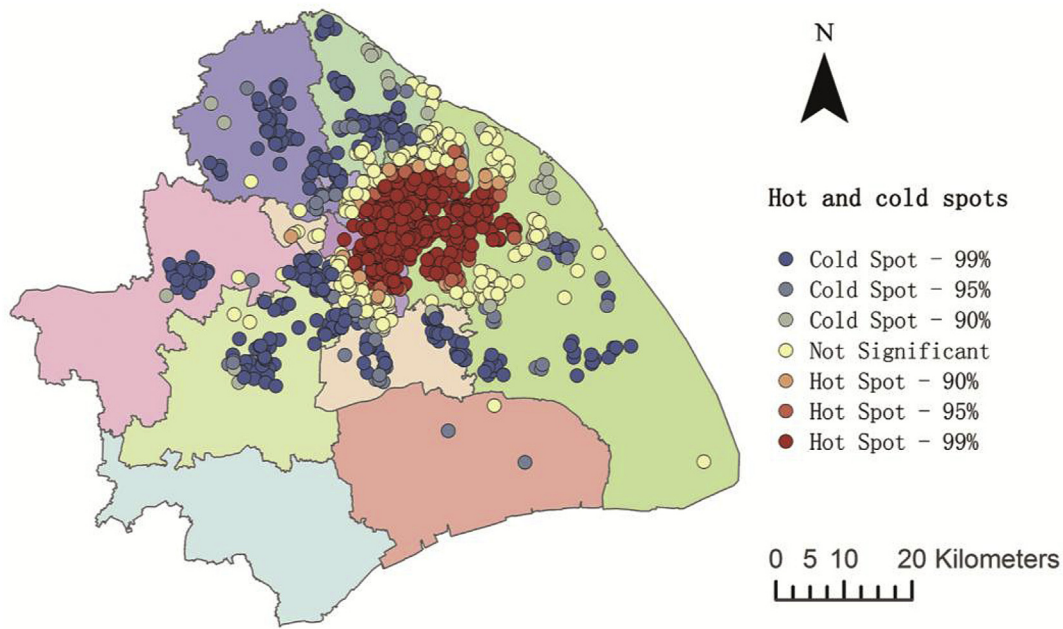 N
Hot and cold spots
Cold Spot - 99%
Cold Spot - 95%
Cold Spot - 90%
Not Significant
Hot Spot - 90%
Hot Spot - 95%
Hot Spot - 99%
0 5 10 20 Kilometers